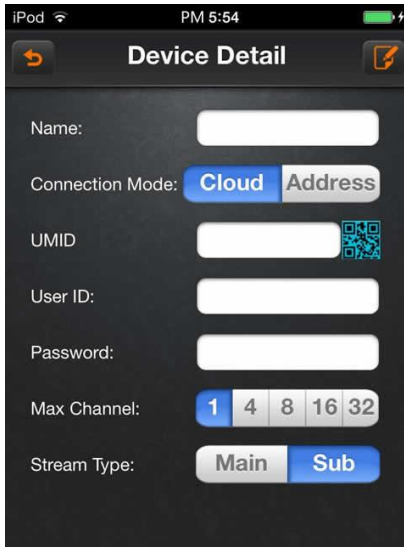 iPod PM 5:54
Device Detail
Name:
Connection Mode: Cloud Address
UMID
User ID:
Password:
Max Channel: 1 4 8 16 32
Stream Type: Main Sub